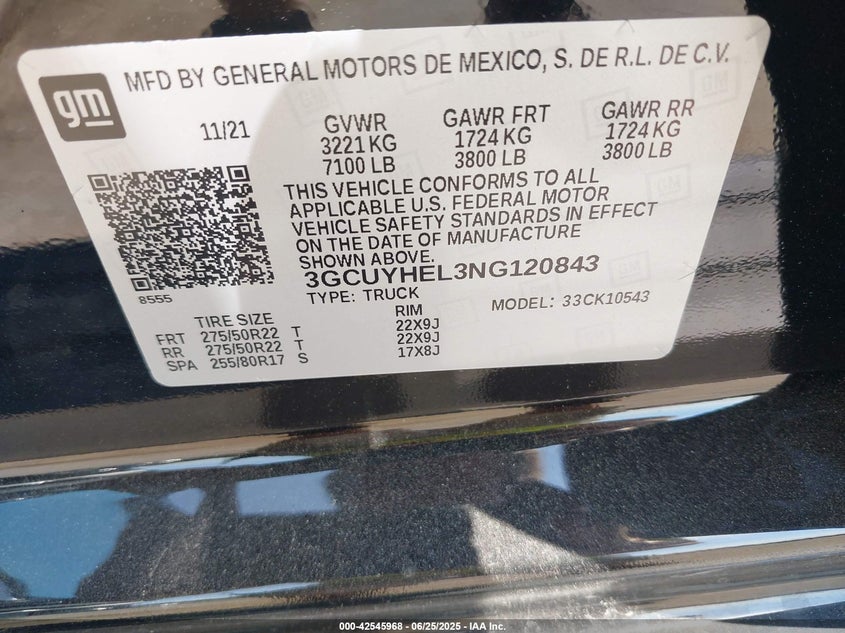 gm
MFD BY GENERAL MOTORS DE MEXICO, S. DE R.L. DE C.V.
11/21
GVWR
3221 KG
7100 LB
GAWR FRT
1724 KG
3800 LB
GAWR RR
1724 KG
3800 LB
THIS VEHICLE CONFORMS TO ALL
APPLICABLE U.S. FEDERAL MOTOR
VEHICLE SAFETY STANDARDS IN EFFECT
ON THE DATE OF MANUFACTURE
SHOWN ABOVE.
8555
3GCUYHEL3NG120843
TYPE: TRUCK
MODEL: 33CK10543
TIRE SIZE
RIM
FRT 275/50R22 T 22X9J
RR 275/50R22 T 22X9J
SPA 255/80R17 S 17X8J
000-42545968 - 06/25/2025 - © IAA Inc.